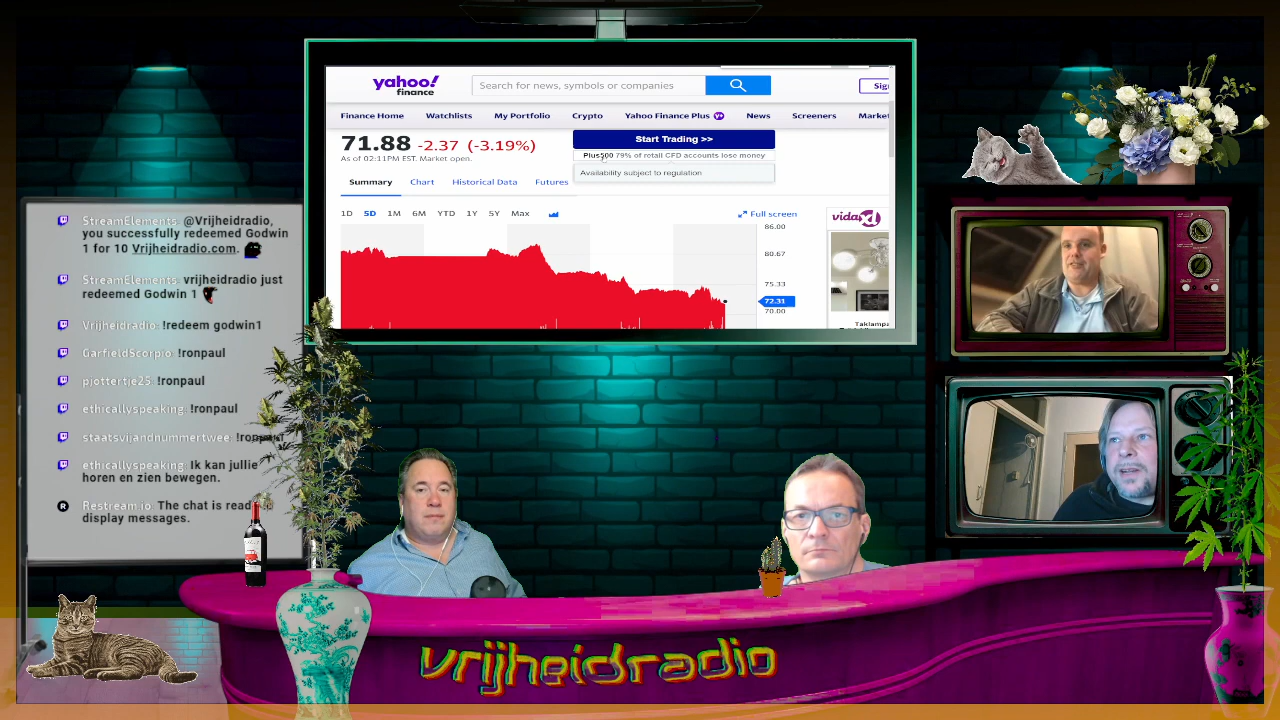 yahoo!
finance
Search for news, symbols or companies
Sig
Finance Home
Watchlists
My Portfolio
Crypto
Yahoo Finance Plus
News
Screeners
Market
71.88 -2.37 (-3.19%)
As of 02:11PM EST. Market open.
Start Trading >>
Plus500 79% of retail CFD accounts lose money
Availability subject to regulation
Summary
Chart
Historical Data
Futures
1D 5D 1M 6M YTD 1Y 5Y Max
Full screen
86.00
80.67
75.33
72.31
70.00
vidaXL
Taklampa
StreamElements: @Vrijheidradio,
you successfully redeemed Godwin
1 for 10 Vrijheidradio.com.
StreamElements: vrijheidradio just
redeemed Godwin 1
Vrijheidradio: !redeem godwin1
GarfieldScorpio: !ronpaul
pjottertje25: !ronpaul
ethicallyspeaking: !ronpaul
staatsvijandnummertwee:
ethicallyspeaking: Ik kan jullie
horen en zien bewegen.
R
Restream.io: The chat is read
display messages.
vrijheidradio